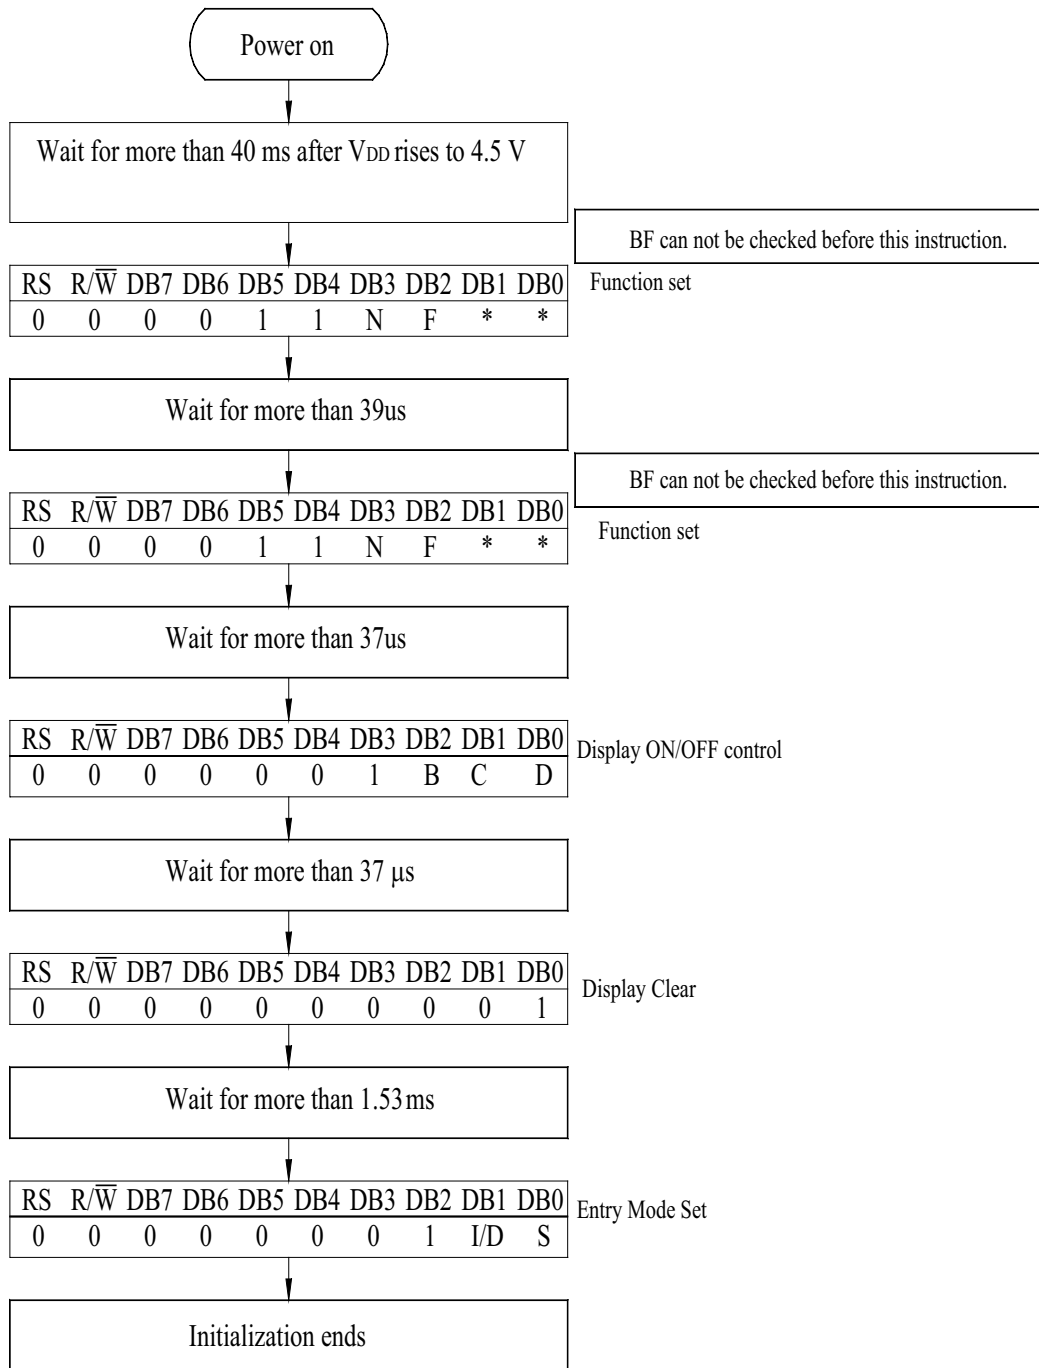 Power on
Wait for more than 40 ms after VDD rises to 4.5 V
BF can not be checked before this instruction.
RS R/W̅ DB7 DB6 DB5 DB4 DB3 DB2 DB1 DB0
Function set
0 0 0 0 1 1 N F * *
Wait for more than 39us
BF can not be checked before this instruction.
RS R/W̅ DB7 DB6 DB5 DB4 DB3 DB2 DB1 DB0
Function set
0 0 0 0 1 1 N F * *
Wait for more than 37us
RS R/W̅ DB7 DB6 DB5 DB4 DB3 DB2 DB1 DB0
Display ON/OFF control
0 0 0 0 0 0 1 B C D
Wait for more than 37 μs
RS R/W̅ DB7 DB6 DB5 DB4 DB3 DB2 DB1 DB0
Display Clear
0 0 0 0 0 0 0 0 0 1
Wait for more than 1.53ms
RS R/W̅ DB7 DB6 DB5 DB4 DB3 DB2 DB1 DB0
Entry Mode Set
0 0 0 0 0 0 0 1 I/D S
Initialization ends